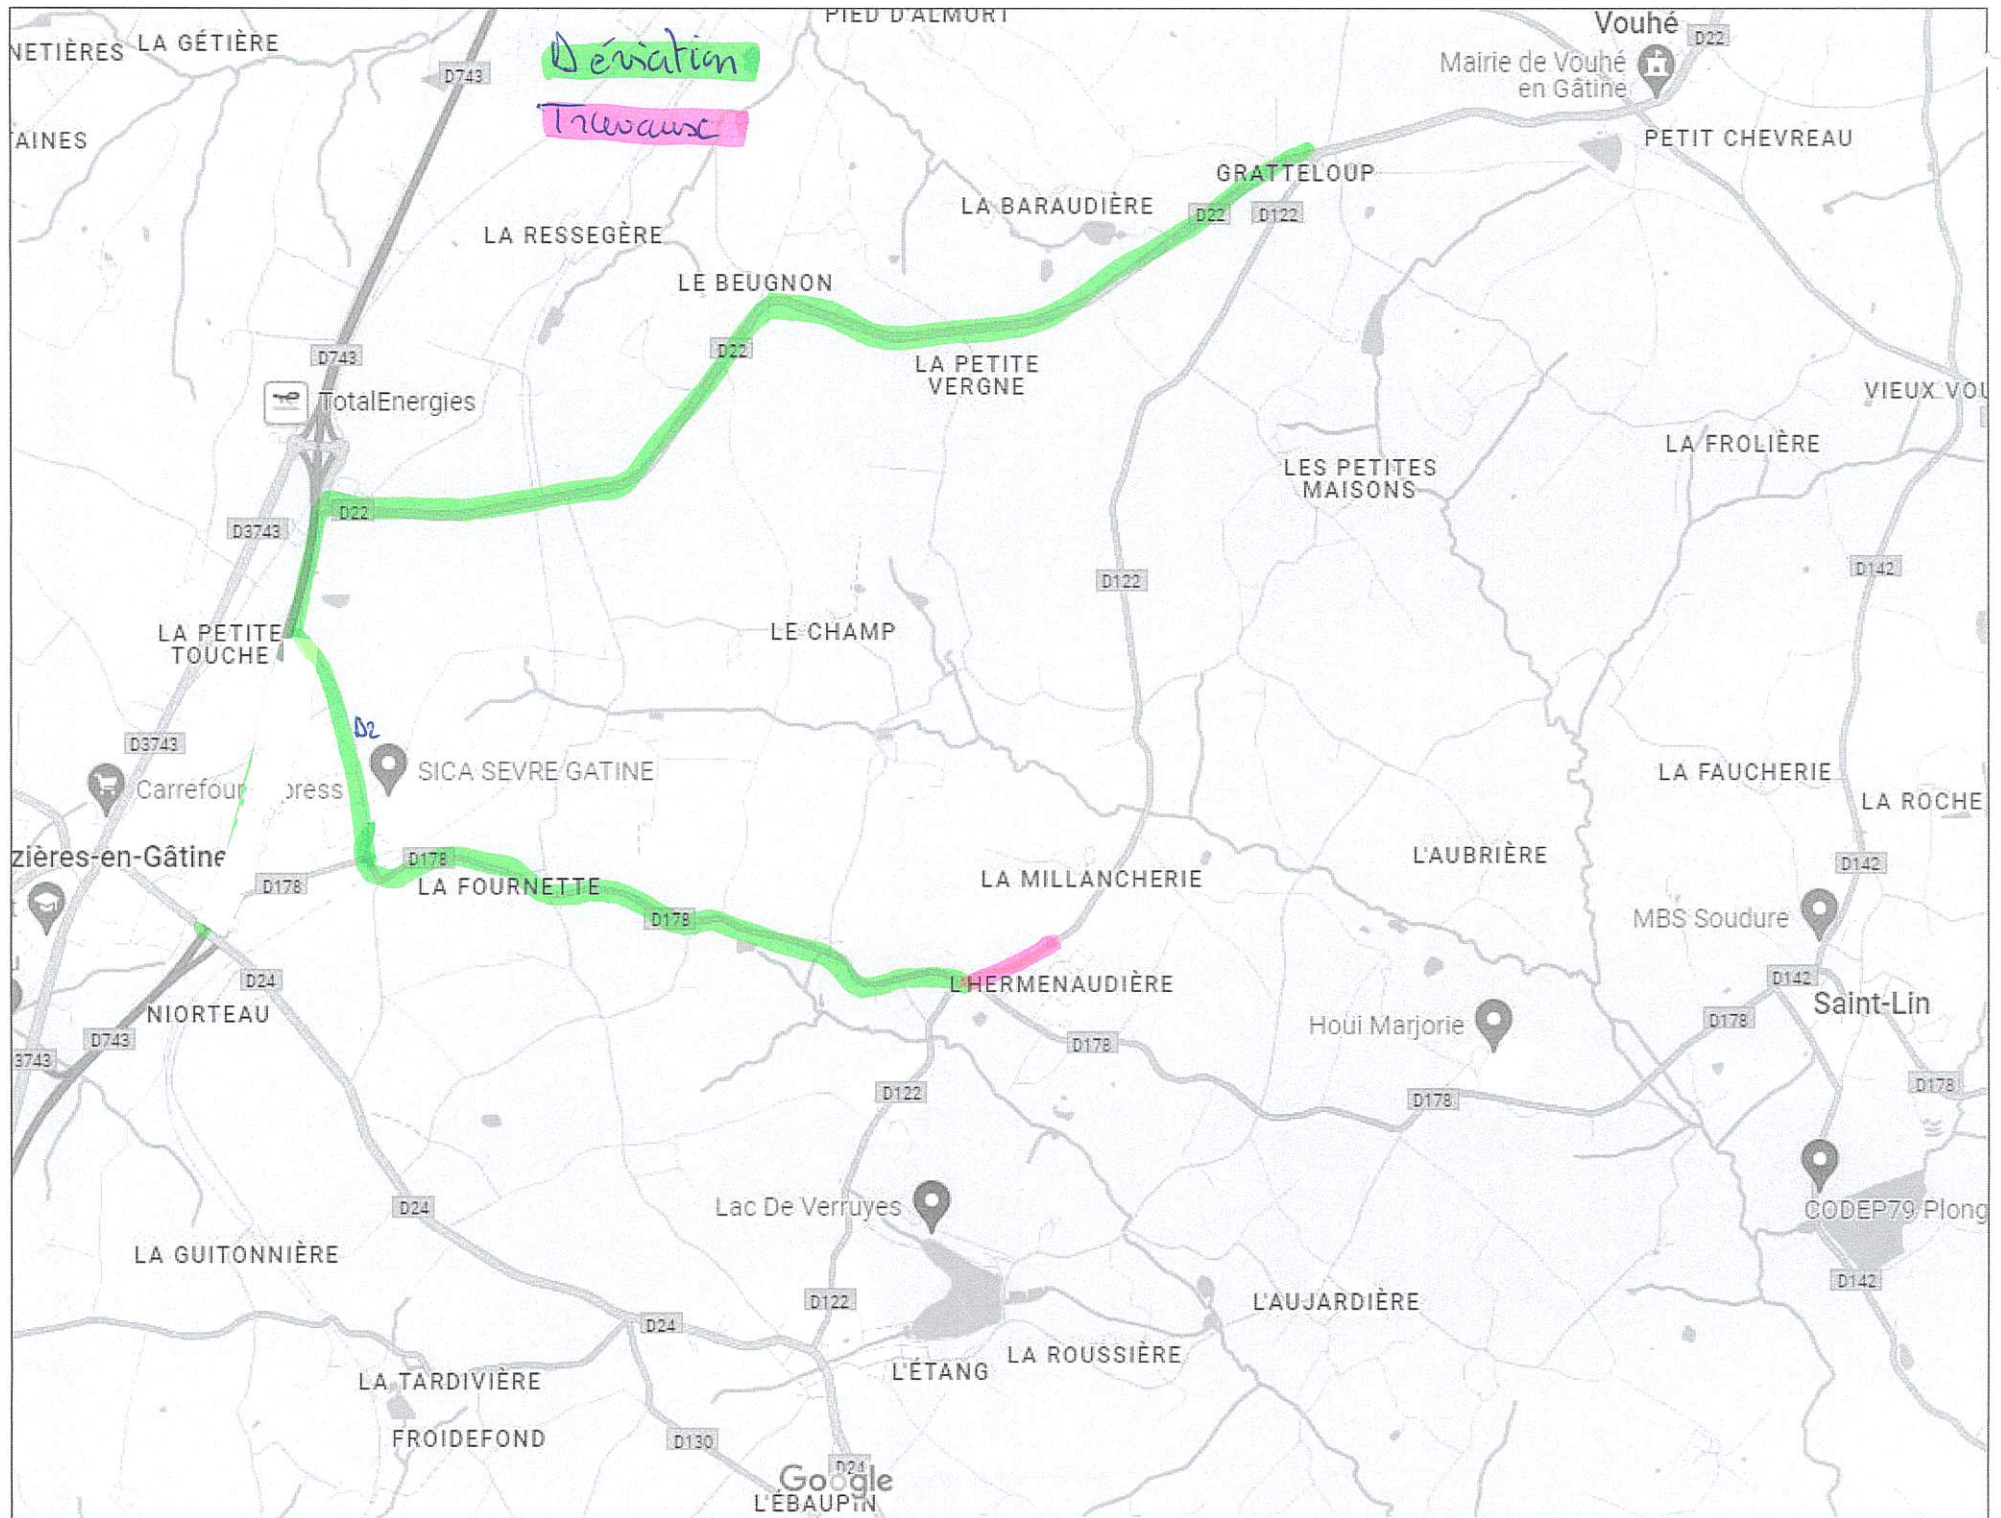 PIED D'ALMORT
Vouhé
D22
NETIÈRES
LA GÉTIÈRE
Déviation
D743
Mairie de Vouhé
en Gâtine
Travaux
AINES
PETIT CHEVREAU
GRATTELOUP
LA BARAUDIÈRE
D22
D122
LA RESSEGÈRE
LE BEUGNON
D743
D22
LA PETITE
VERGNE
VIEUX VOU
TotalEnergies
LA FROLIÈRE
LES PETITES
MAISONS
D22
D3743
D142
D122
LA PETITE
TOUCHE
LE CHAMP
D2
D3743
SICA SEVRE GATINE
LA FAUCHERIE
Carrefour
press
LA ROCHE
zières-en-Gâtine
D178
L'AUBRIÈRE
D142
D178
LA FOURNETTE
LA MILLANCHERIE
D178
MBS Soudure
D24
L'HERMENAUDIÈRE
D142
Saint-Lin
NIORTEAU
D178
Houi Marjorie
D743
D178
3743
D122
D178
D178
Lac De Verruyes
D24
CODEP79 Plong
LA GUITONNIÈRE
D142
D122
L'AUJARDIÈRE
D24
LA ROUSSIÈRE
L'ÉTANG
LA TARDIVIÈRE
FROIDEFOND
D130
D24
Google
L'ÉBAUPIN